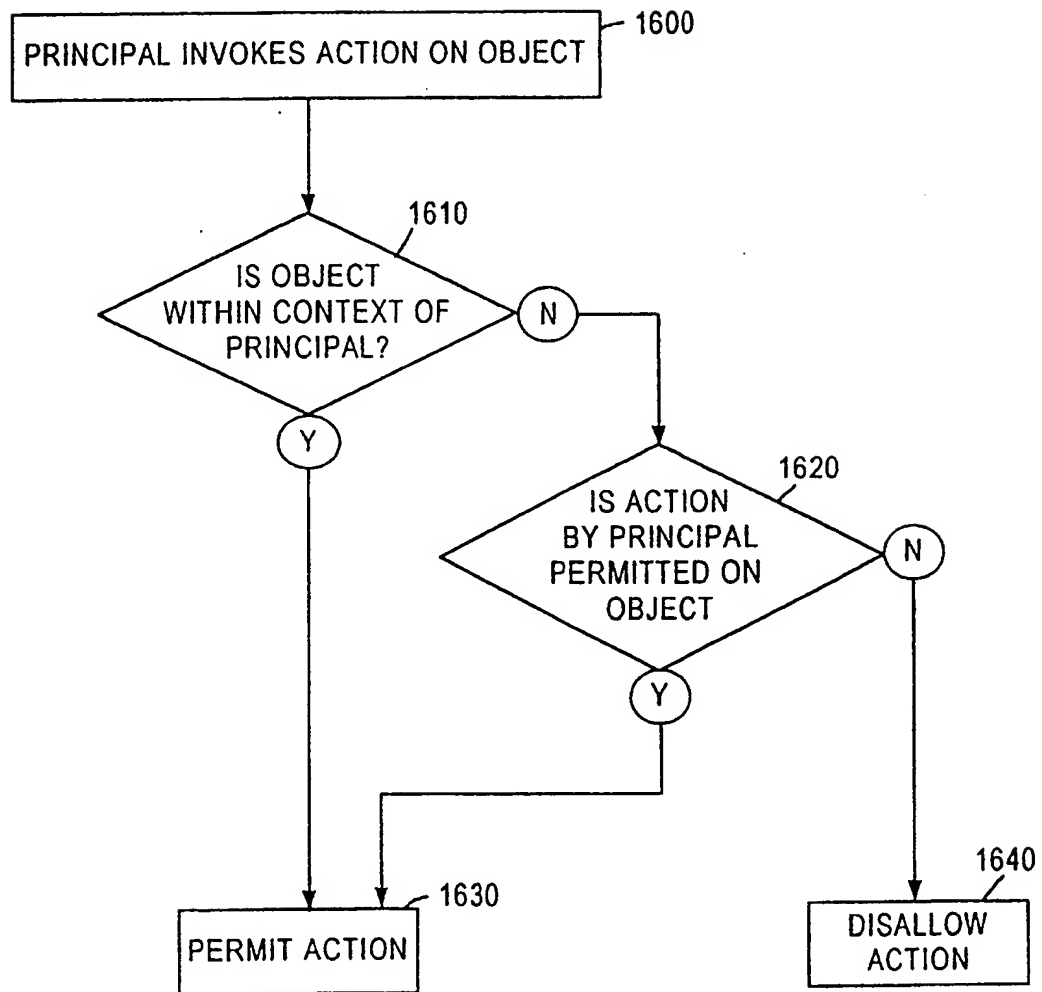 1600
PRINCIPAL INVOKES ACTION ON OBJECT
1610
IS OBJECT
WITHIN CONTEXT OF
PRINCIPAL?
N
Y
1620
IS ACTION
BY PRINCIPAL
PERMITTED ON
OBJECT
N
Y
1630
PERMIT ACTION
1640
DISALLOW
ACTION